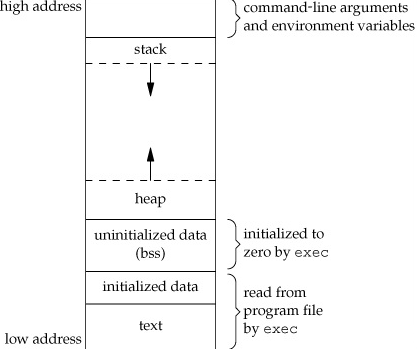 high address
command-line arguments
and environment variables
stack
heap
uninitialized data
(bss)
initialized to
zero by exec
initialized data
read from
program file
by exec
text
low address